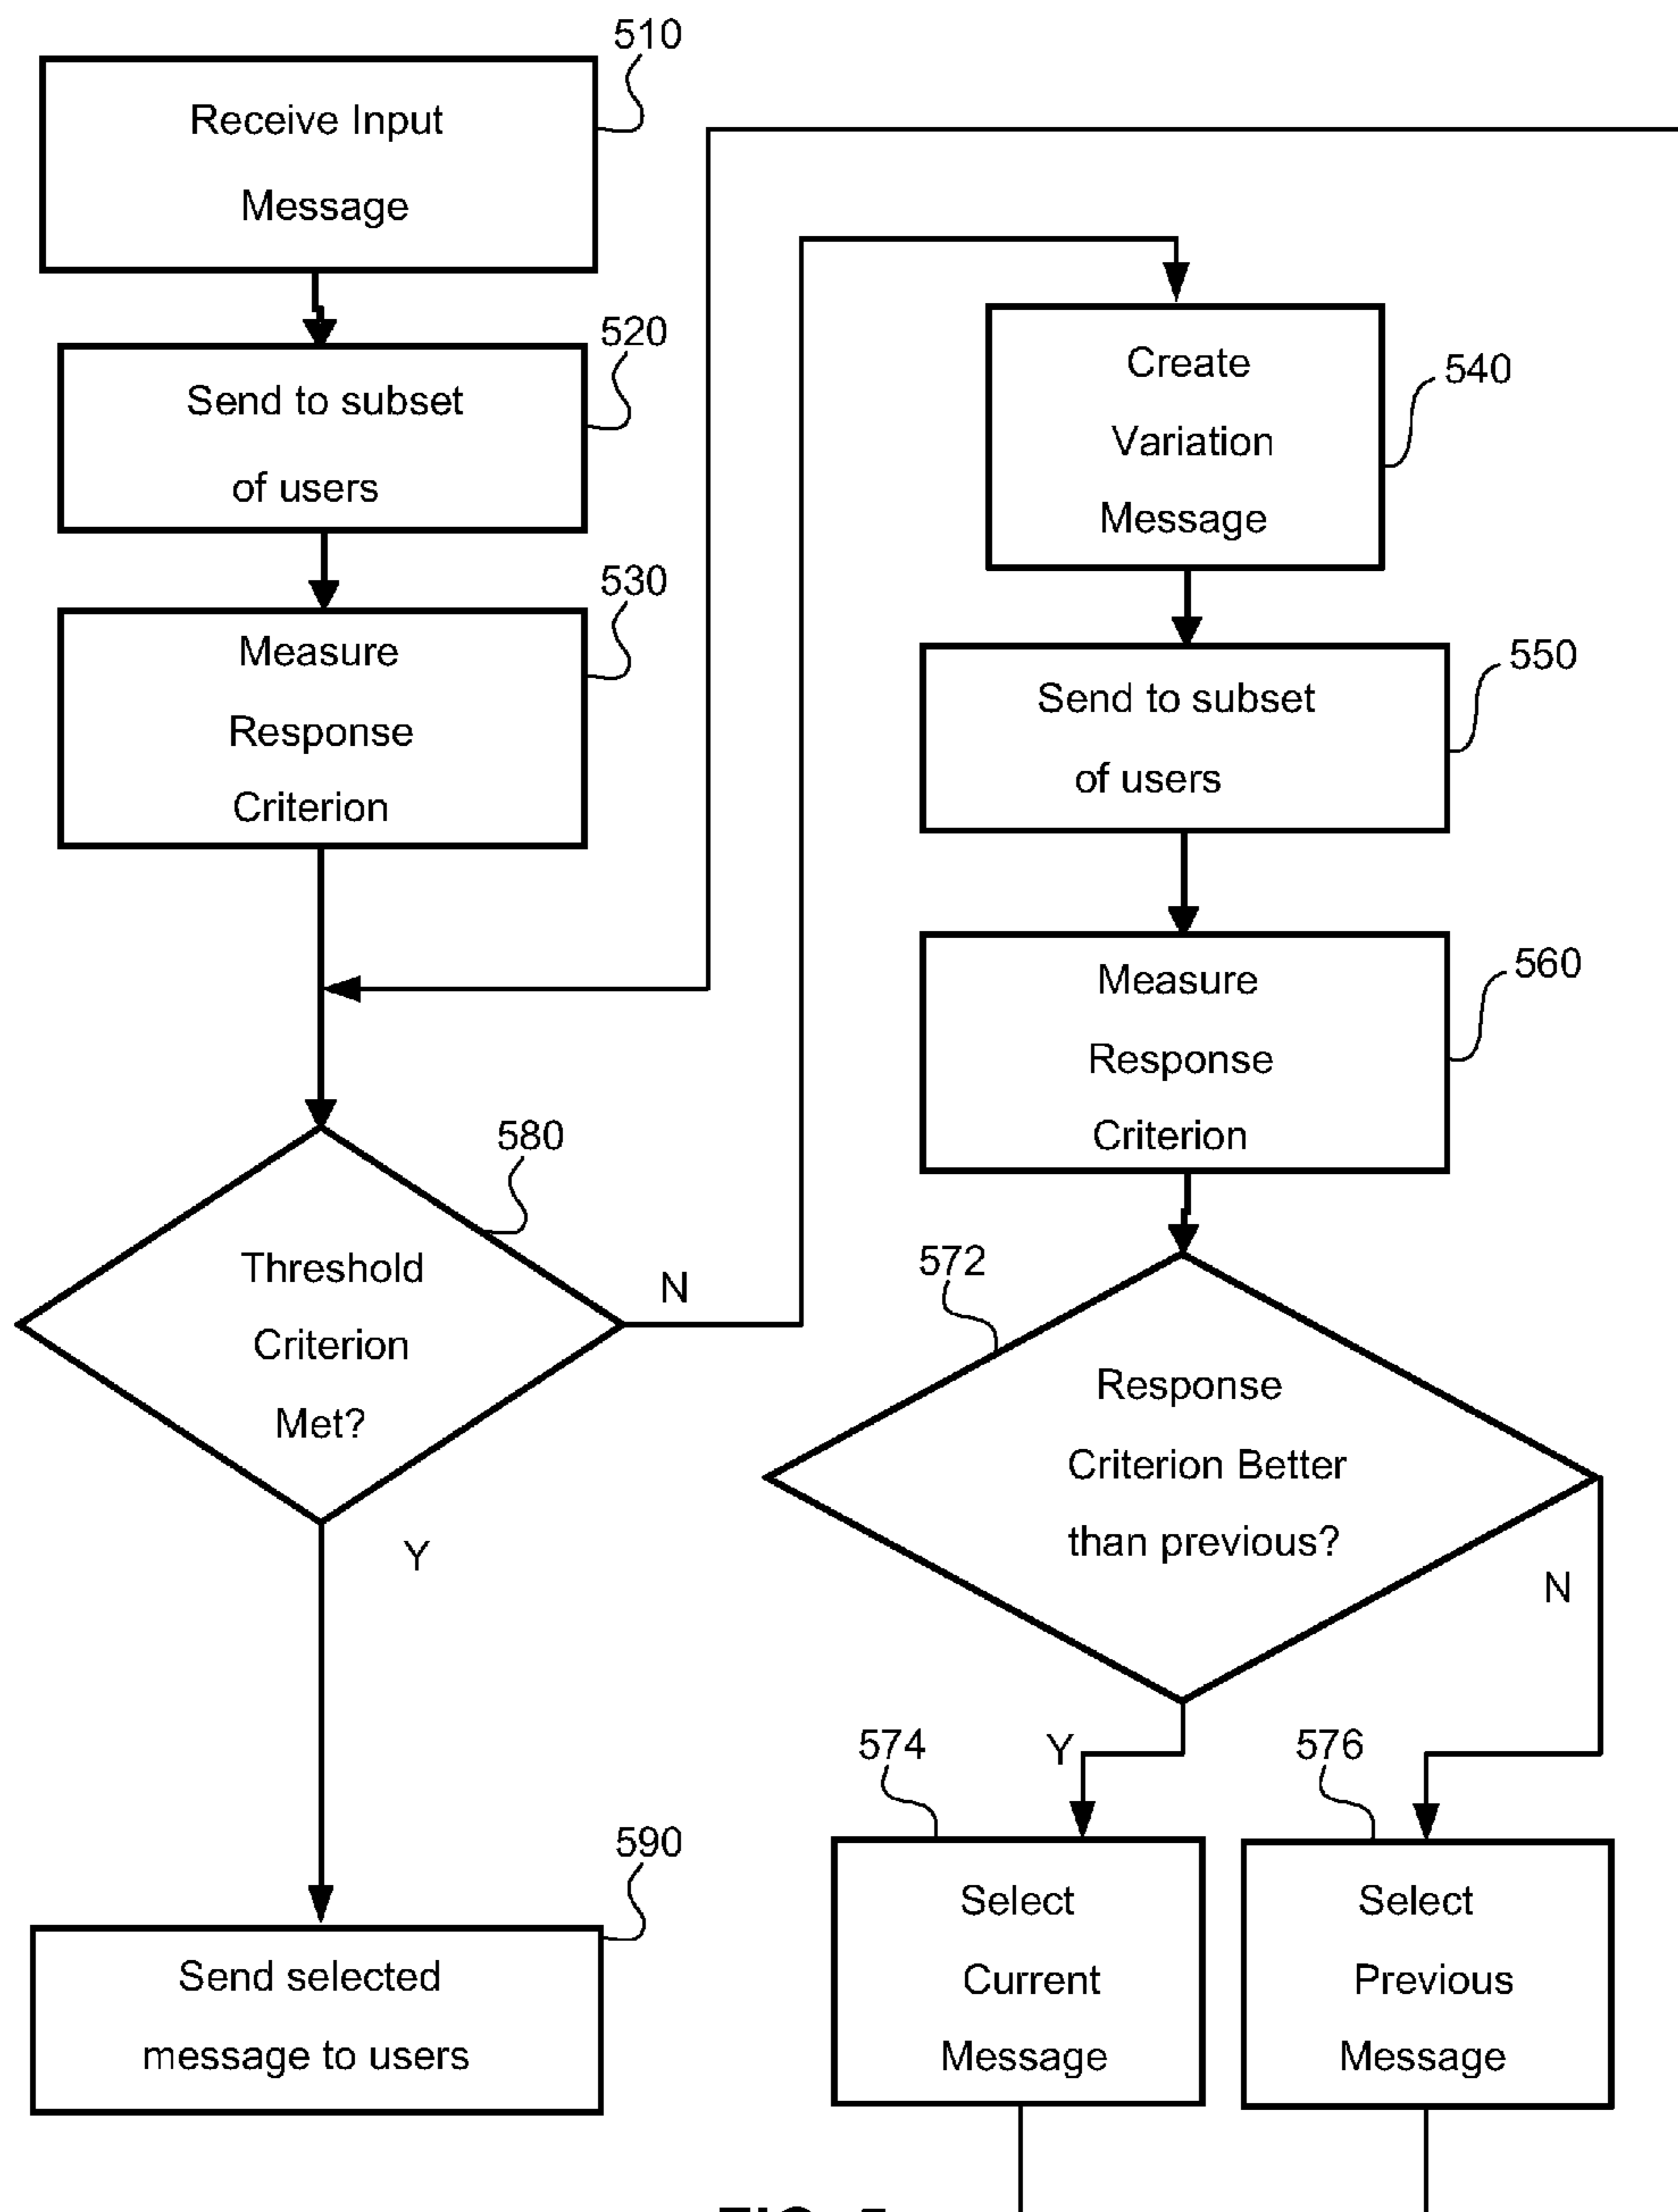 510
Receive Input
Message
520
Send to subset
of users
530
Measure
Response
Criterion
580
Threshold
Criterion
Met?
N
Y
590
Send selected
message to users
540
Create
Variation
Message
550
Send to subset
of users
560
Measure
Response
Criterion
572
Response
Criterion Better
than previous?
N
Y
574
Select
Current
Message
576
Select
Previous
Message